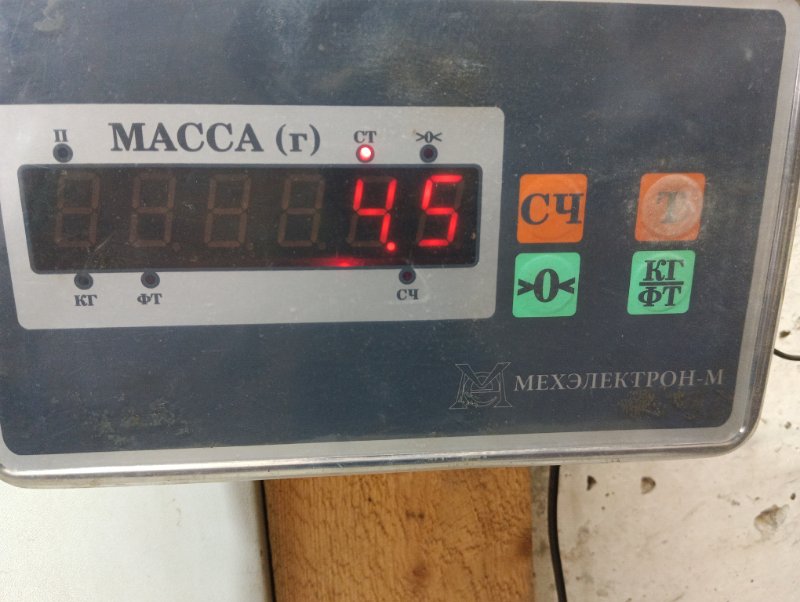 П МАССА (г) СТ >0<
4.5
КГ ФТ СЧ
СЧ Т
>0< КГ/ФТ
МЕХЭЛЕКТРОН-М